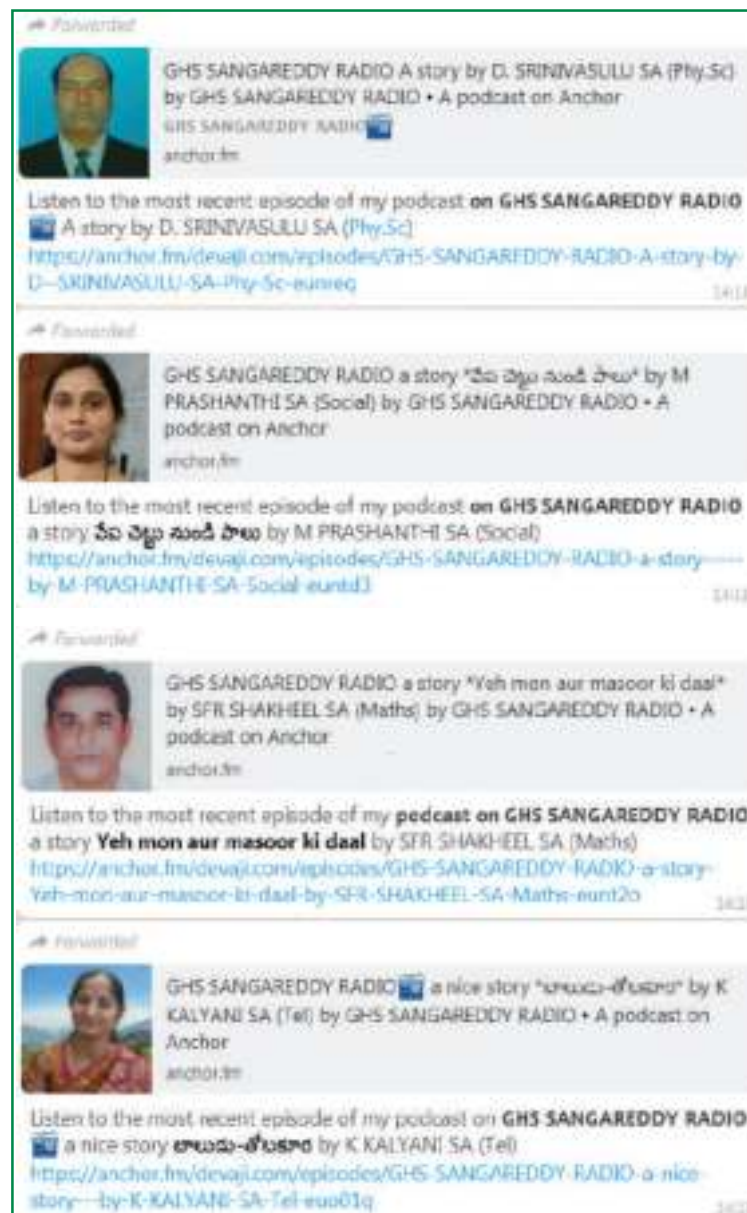 Forwarded
GHS SANGAREDDY RADIO A story by D. SRINIVASULU SA (Phy.Sc)
by GHS SANGAREDDY RADIO • A podcast on Anchor
GHS SANGAREDDY RADIO
anchor.fm
Listen to the most recent episode of my podcast on GHS SANGAREDDY RADIO
A story by D. SRINIVASULU SA (Phy.Sc)
https://anchor.fm/devaji.com/episodes/GHS-SANGAREDDY-RADIO-A-story-by-
D--SRINIVASULU-SA-Phy-Sc-eunreq
Forwarded
GHS SANGAREDDY RADIO a story *వేప చెట్టు నుండి పాలు* by M
PRASHANTHI SA (Social) by GHS SANGAREDDY RADIO • A
podcast on Anchor
anchor.fm
Listen to the most recent episode of my podcast on GHS SANGAREDDY RADIO
a story వేప చెట్టు నుండి పాలు by M PRASHANTHI SA (Social)
https://anchor.fm/devaji.com/episodes/GHS-SANGAREDDY-RADIO-a-story-----
by-M-PRASHANTHI-SA-Social-euntd3
Forwarded
GHS SANGAREDDY RADIO a story *Yeh mon aur masoor ki daal*
by SFR SHAKHEEL SA (Maths) by GHS SANGAREDDY RADIO • A
podcast on Anchor
anchor.fm
Listen to the most recent episode of my pedcast on GHS SANGAREDDY RADIO
a story Yeh mon aur masoor ki daal by SFR SHAKHEEL SA (Maths)
https://anchor.fm/devaji.com/episodes/GHS-SANGAREDDY-RADIO-a-story-
Yeh-mon-aur-masoor-ki-daal-by-SFR-SHAKHEEL-SA-Maths-eunt2o
Forwarded
GHS SANGAREDDY RADIO a nice story by K
KALYANI SA (Tel) by GHS SANGAREDDY RADIO • A podcast on
Anchor
anchor.fm
Listen to the most recent episode of my podcast on GHS SANGAREDDY RADIO
a nice story బాలుడు-తోటకూర by K KALYANI SA (Tel)
https://anchor.fm/devaji.com/episodes/GHS-SANGAREDDY-RADIO-a-nice-
story---by-K-KALYANI-SA-Tel-euo01q